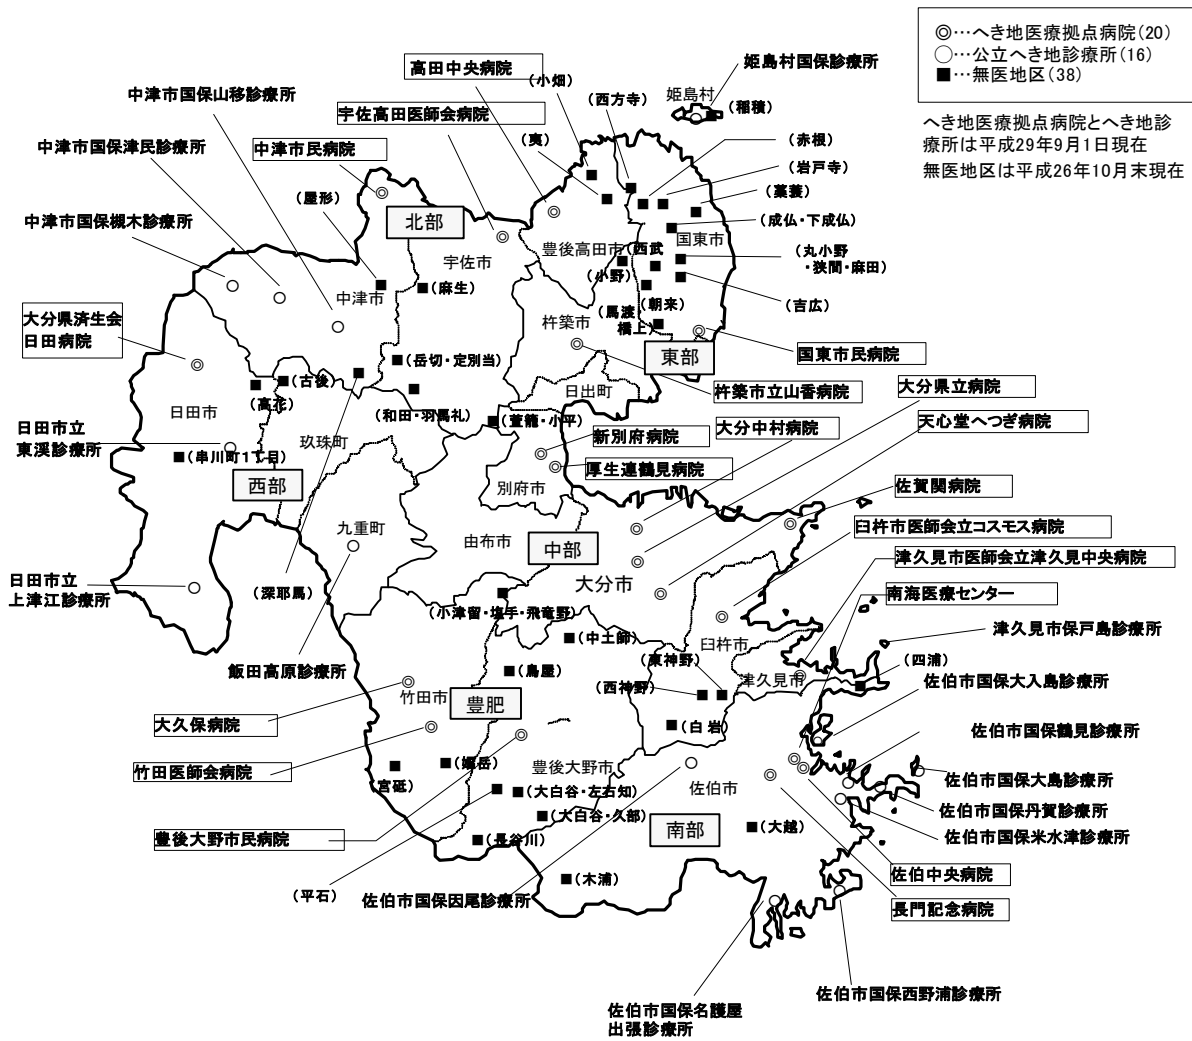 ◎…へき地医療拠点病院(20)
○…公立へき地診療所(16)
■…無医地区(38)
へき地医療拠点病院とへき地診
療所は平成29年9月1日現在
無医地区は平成26年10月末現在
姫島村国保診療所
高田中央病院
(小畑)
姫島村
(西方寺)
(稲積)
中津市国保山移診療所
宇佐高田医師会病院
(夷)
(赤根)
中津市国保津民診療所
中津市民病院
(岩戸寺)
(屋形)
(薬莪)
中津市国保槻木診療所
北部
(成仏・下成仏)
豊後高田市
(西武
国東市
宇佐市
(丸小野
・狭間・麻田)
(小野)
中津市
(麻生)
(朝来)
(吉広)
(馬渡
橋上)
大分県済生会
日田病院
杵築市
東部
国東市民病院
(岳切・定別当)
日出町
杵築市立山香病院
大分県立病院
(古後)
(高花)
日田市
(和田・羽馬礼)
(萱籠・小平)
大分中村病院
天心堂へつぎ病院
日田市立
東渓診療所
玖珠町
新別府病院
(串川町1丁目)
厚生連鶴見病院
西部
別府市
佐賀関病院
九重町
由布市
中部
臼杵市医師会立コスモス病院
津久見市医師会立津久見中央病院
日田市立
上津江診療所
大分市
(深耶馬)
南海医療センター
(小津留・塩手・飛竜野)
津久見市保戸島診療所
(中土師)
臼杵市
飯田高原診療所
(鳥屋)
(東神野)
(四浦)
津久見市
佐伯市国保大入島診療所
竹田市
(西神野)
豊肥
大久保病院
(白岩)
佐伯市国保鶴見診療所
竹田医師会病院
(姫岳)
豊後大野市
宮砥)
佐伯市
佐伯市国保大島診療所
(大白谷・左右知)
佐伯市国保丹賀診療所
(大白谷・久部)
南部
(大越)
豊後大野市民病院
(長谷川)
佐伯市国保米水津診療所
(木浦)
佐伯中央病院
(平石)
佐伯市国保因尾診療所
長門記念病院
佐伯市国保西野浦診療所
佐伯市国保名護屋
出張診療所